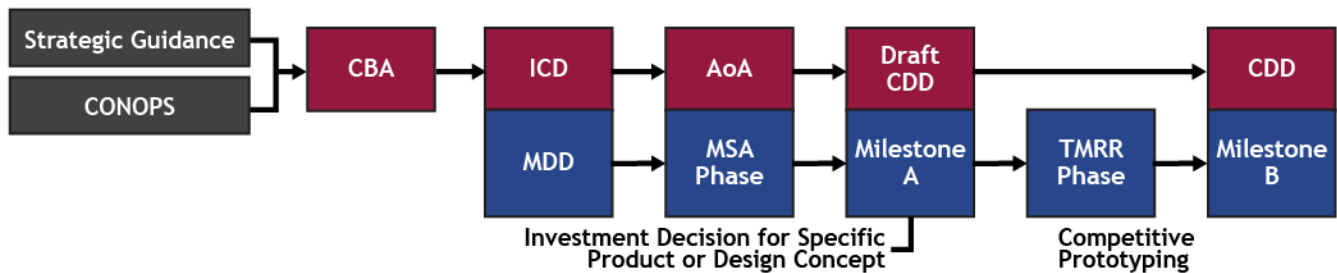 Strategic Guidance
CONOPS
CBA
ICD
AoA
Draft
CDD
CDD
MDD
MSA
Phase
Milestone
A
TMRR
Phase
Milestone
B
Investment Decision for Specific
Product or Design Concept
Competitive
Prototyping